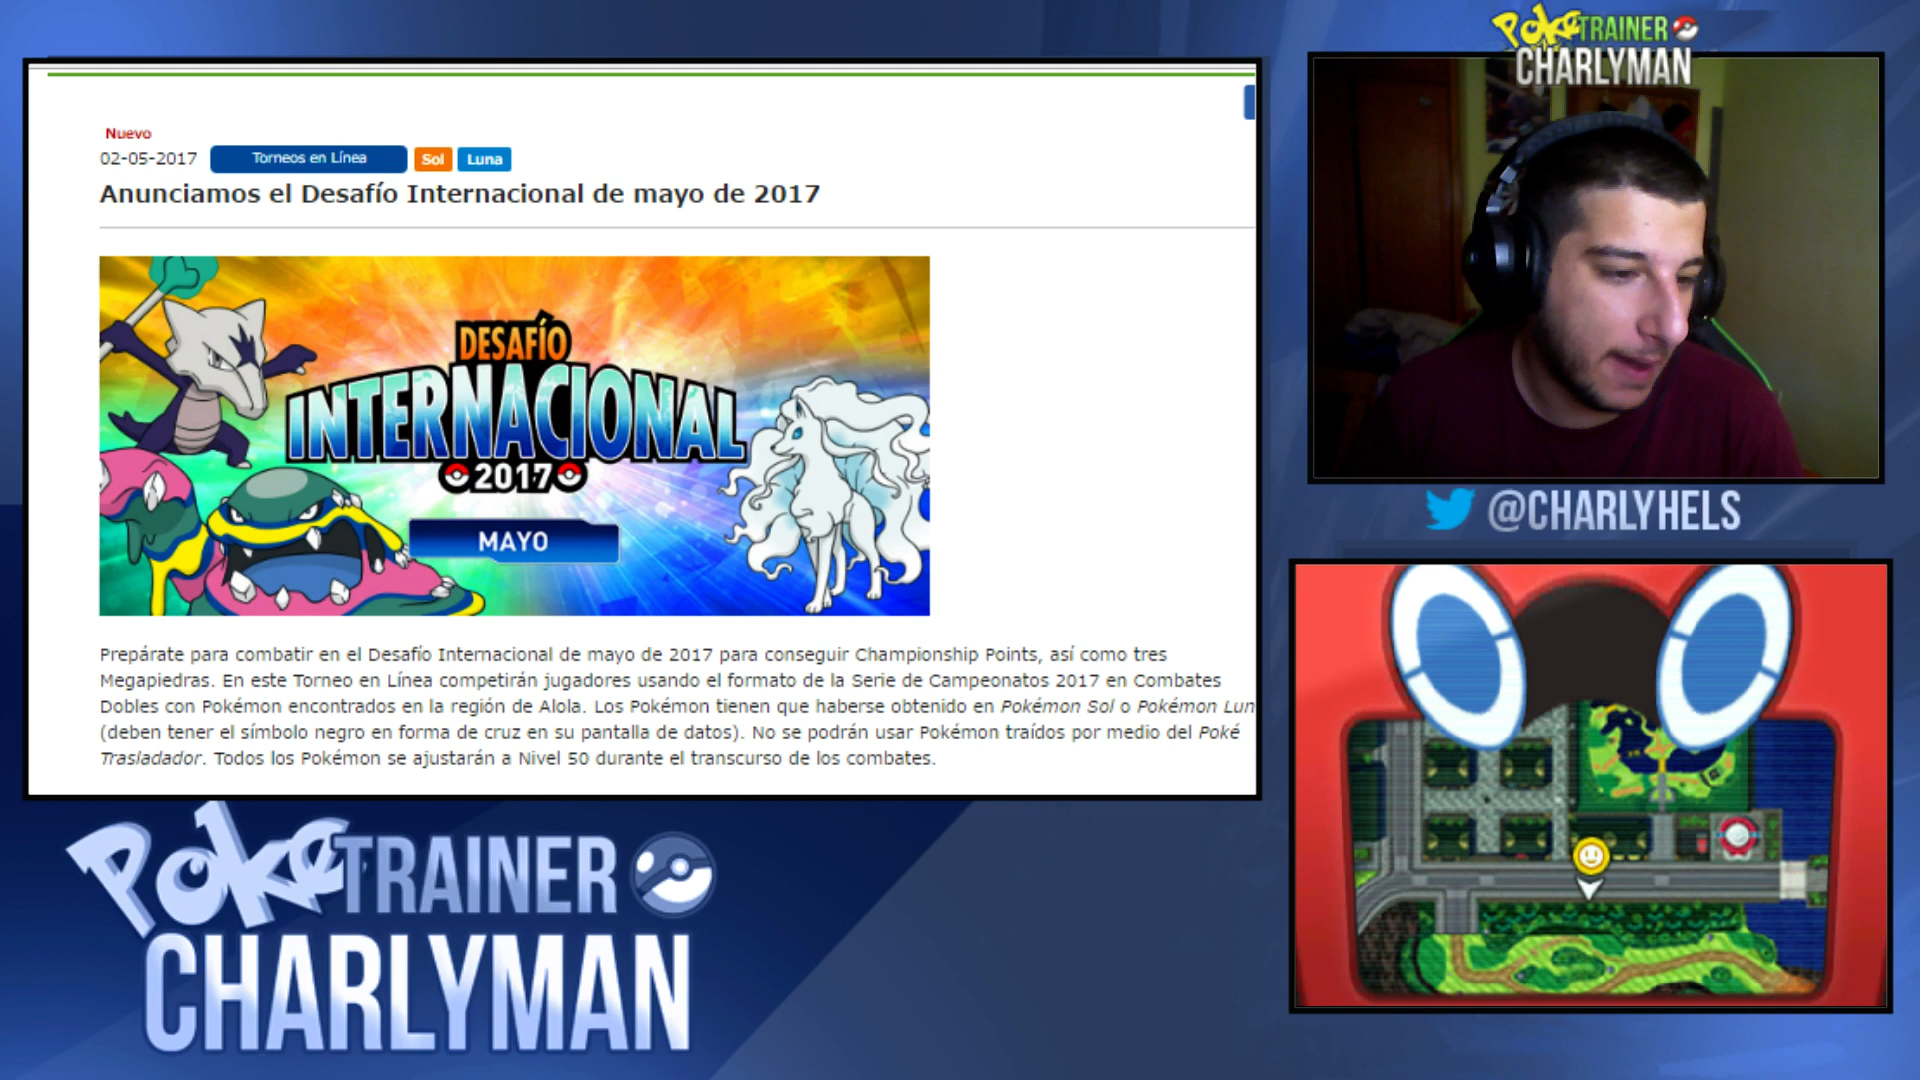 Nuevo
02-05-2017 Torneos en Línea Sol Luna
Anunciamos el Desafío Internacional de mayo de 2017
DESAFÍO
INTERNACIONAL
2017
MAYO
Prepárate para combatir en el Desafío Internacional de mayo de 2017 para conseguir Championship Points, así como tres
Megapiedras. En este Torneo en Línea competirán jugadores usando el formato de la Serie de Campeonatos 2017 en Combates
Dobles con Pokémon encontrados en la región de Alola. Los Pokémon tienen que haberse obtenido en Pokémon Sol o Pokémon Lun
(deben tener el símbolo negro en forma de cruz en su pantalla de datos). No se podrán usar Pokémon traídos por medio del Poké
Trasladador. Todos los Pokémon se ajustarán a Nivel 50 durante el transcurso de los combates.
PokeTRAINER
CHARLYMAN
@CHARLYHELS
PokeTRAINER
CHARLYMAN